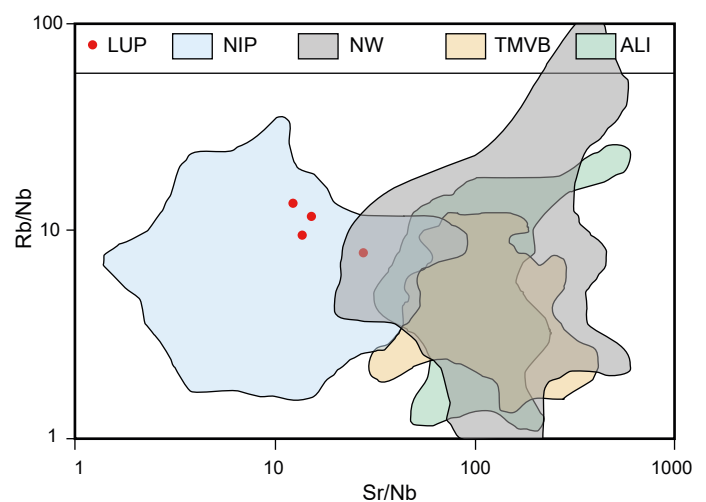 100
LUP NIP NW TMVB ALI
Rb/Nb
10
1
1 10 100 1000
Sr/Nb